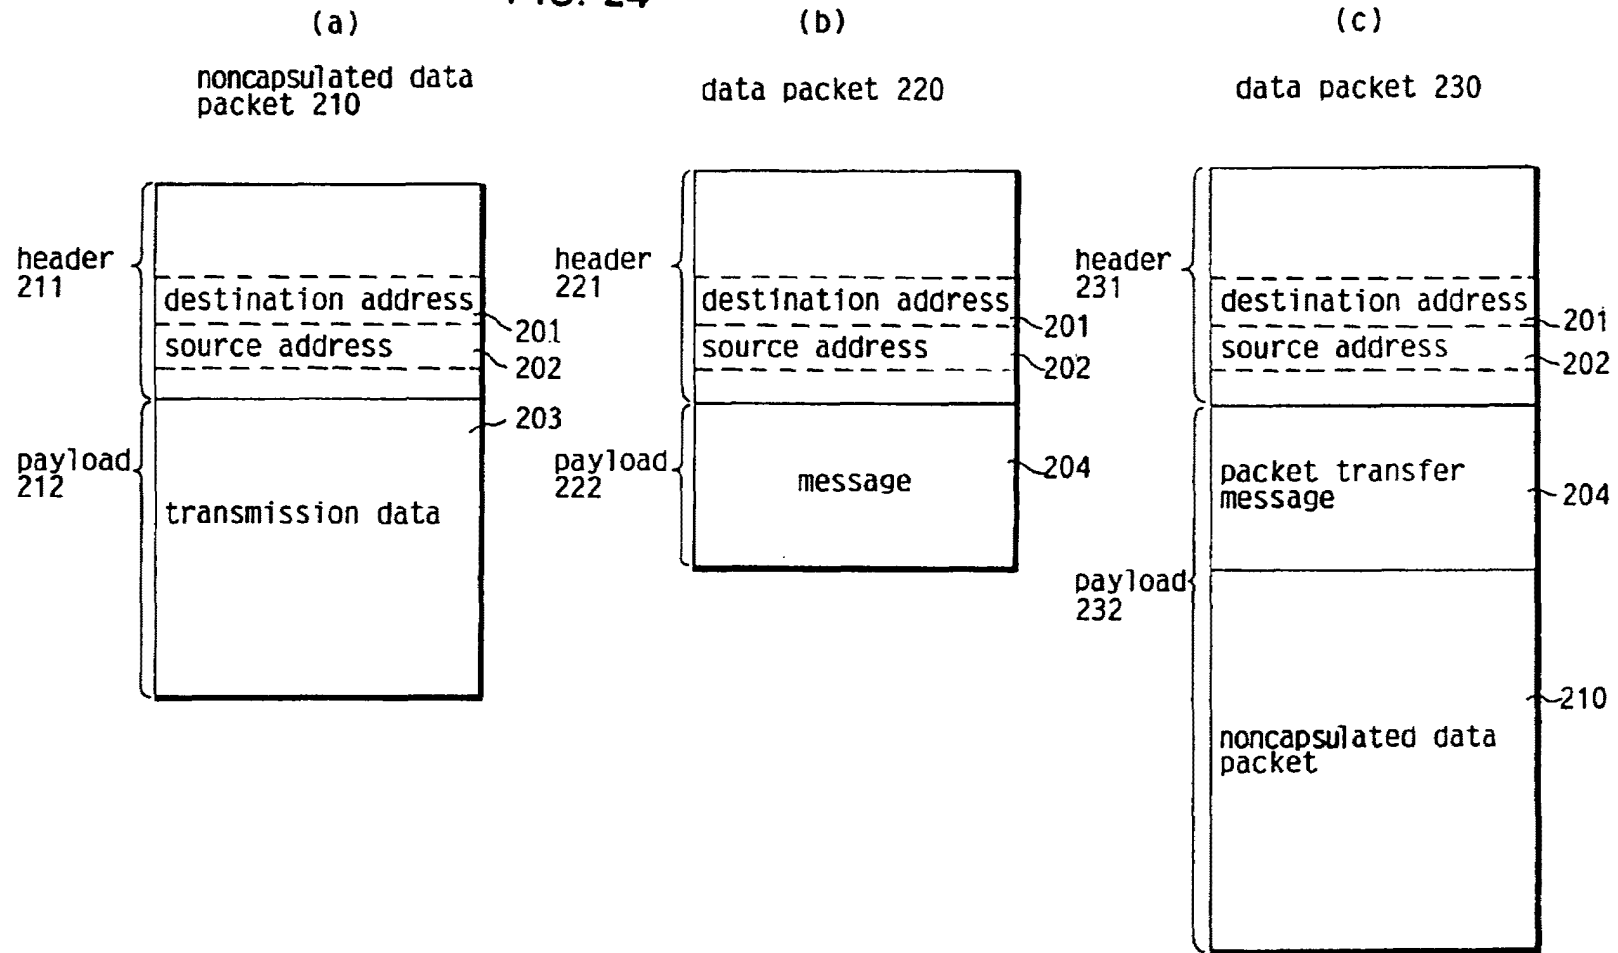 FIG. 24
(a)
noncapsulated data
packet 210
header
211
destination address
201
source address
202
203
payload
212
transmission data
(b)
data packet 220
header
221
destination address
201
source address
202
payload
222
message
204
(c)
data packet 230
header
231
destination address
201
source address
202
packet transfer
message
204
payload
232
210
noncapsulated data
packet